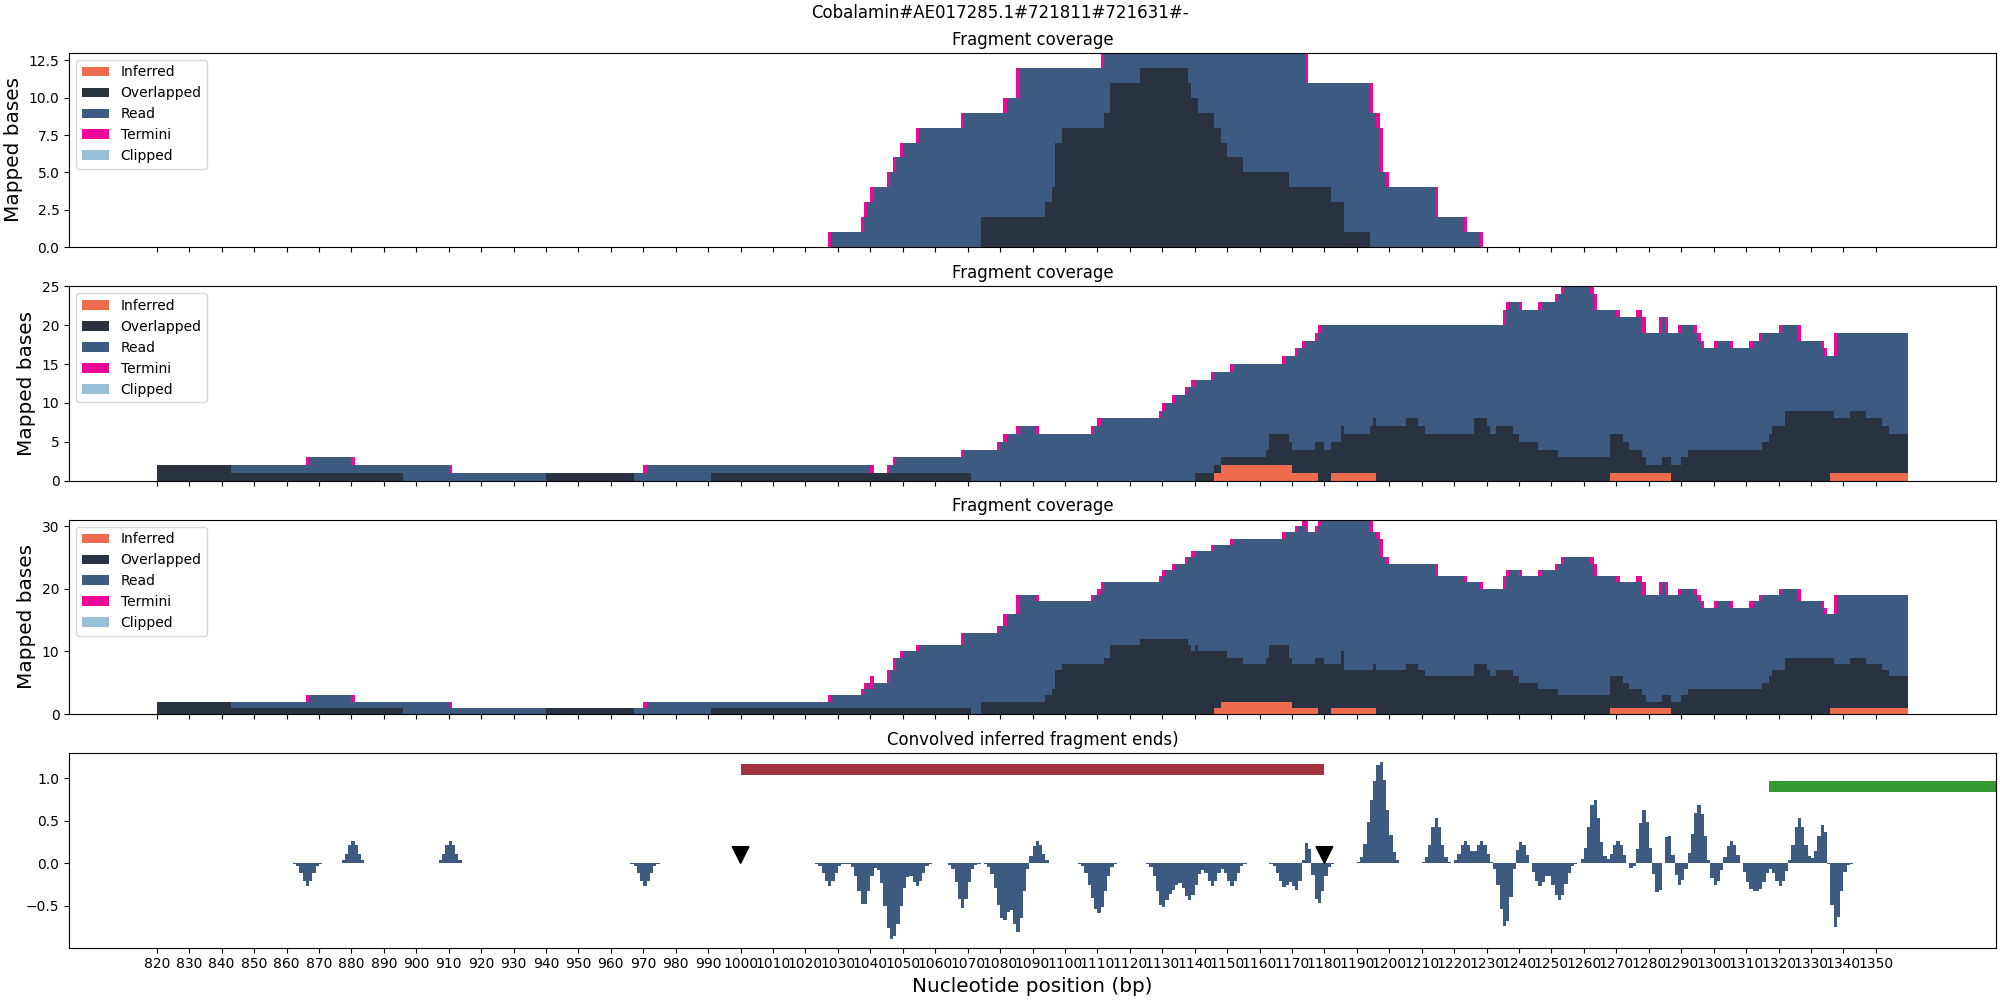 Cobalamin#AE017285.1#721811#721631#-
Fragment coverage
Mapped bases
12.5
10.0
7.5
5.0
2.5
0.0
Inferred
Overlapped
Read
Termini
Clipped
Fragment coverage
Mapped bases
25
20
15
10
5
0
Inferred
Overlapped
Read
Termini
Clipped
Fragment coverage
Mapped bases
30
20
10
0
Inferred
Overlapped
Read
Termini
Clipped
Convolved inferred fragment ends)
1.0
0.5
0.0
−0.5
820 830 840 850 860 870 880 890 900 910 920 930 940 950 960 970 980 990 1000 1010 1020 1030 1040 1050 1060 1070 1080 1090 1100 1110 1120 1130 1140 1150 1160 1170 1180 1190 1200 1210 1220 1230 1240 1250 1260 1270 1280 1290 1300 1310 1320 1330 1340 1350
Nucleotide position (bp)